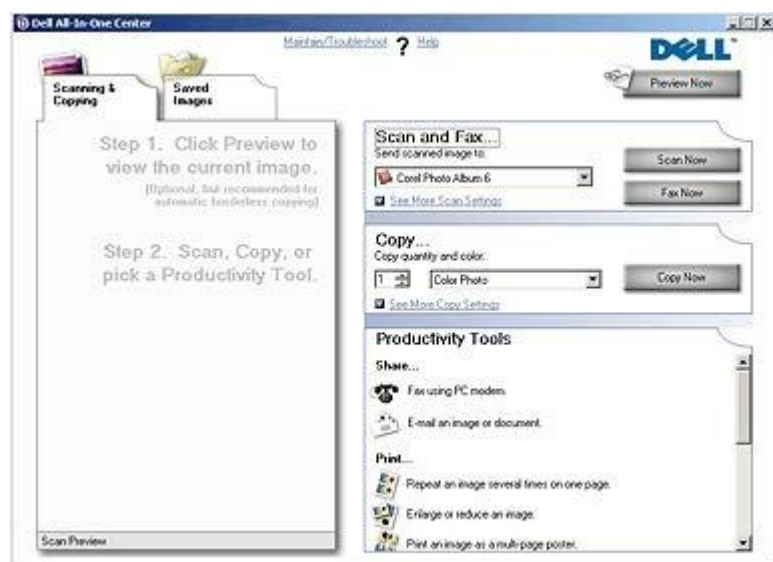 Dell All-In-One Center
Maintain/Troubleshoot ? Help
DELL
Preview Now
Scanning &
Copying
Saved
Images
Step 1. Click Preview to
view the current image.
(Optional, but recommended for
automatic borderless copying)
Step 2. Scan, Copy, or
pick a Productivity Tool.
Scan Preview
Scan and Fax...
Send scanned image to:
Corel Photo Album 6
See More Scan Settings
Scan Now
Fax Now
Copy...
Copy quantity and color.
1 Color Photo
See More Copy Settings
Copy Now
Productivity Tools
Share...
Fax using PC modem.
E-mail an image or document.
Print...
Repeat an image several times on one page.
Enlarge or reduce an image.
Print an image as a multi-page poster.